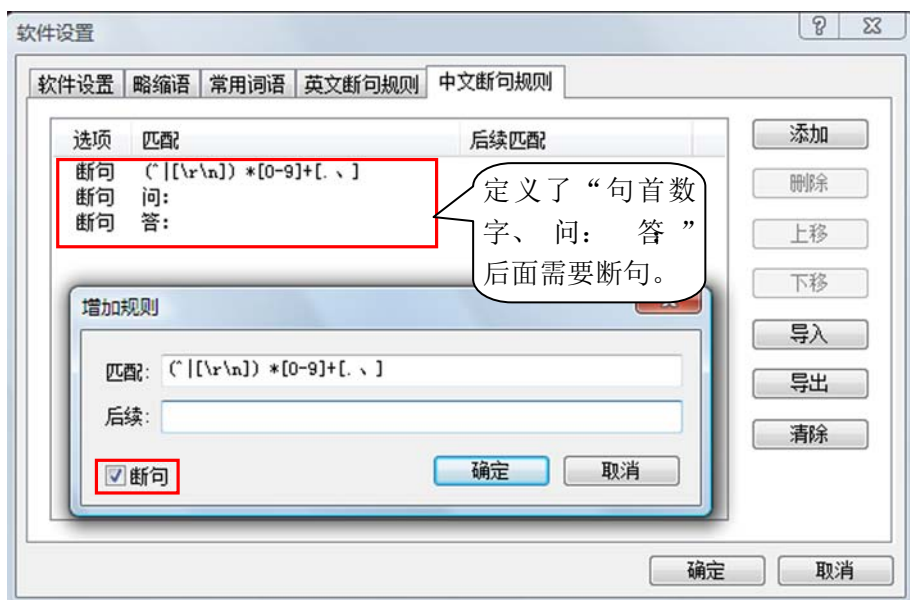 软件设置
软件设置 略缩语 常用词语 英文断句规则 中文断句规则
选项 匹配 后续匹配
断句 (^|[\r\n]) *[0-9]+[.、]
断句 问:
断句 答:
定义了“句首数
字、 问: 答”
后面需要断句。
添加
删除
上移
下移
导入
导出
清除
增加规则
匹配: (^|[\r\n]) *[0-9]+[.、]
后续:
断句 确定 取消
确定 取消